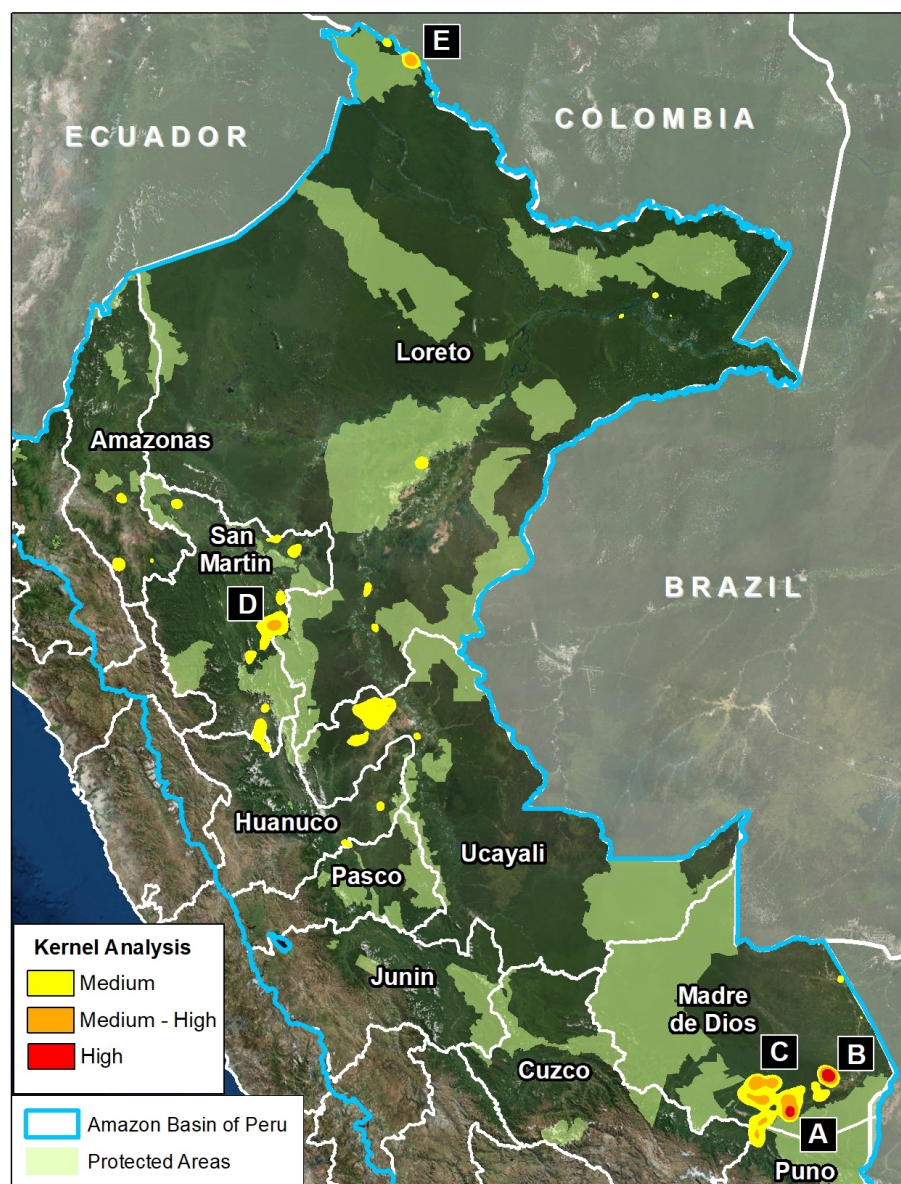 E
COLOMBIA
ECUADOR
Loreto
Amazonas
San
Martin
BRAZIL
D
Huanuco
Ucayali
Pasco
Kernel Analysis
Medium
Medium - High
High
Junin
Madre
de Dios
C
B
Cuzco
A
Puno
Amazon Basin of Peru
Protected Areas